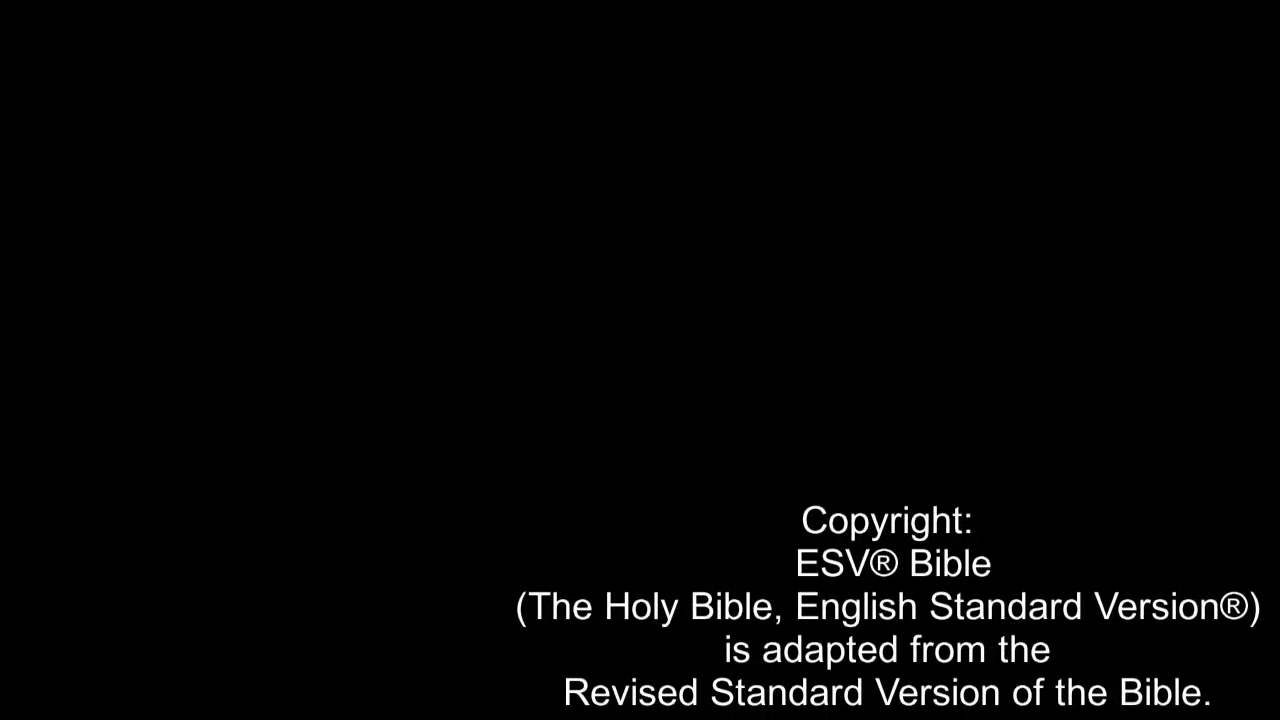 Copyright:
ESV® Bible
(The Holy Bible, English Standard Version®)
is adapted from the
Revised Standard Version of the Bible.